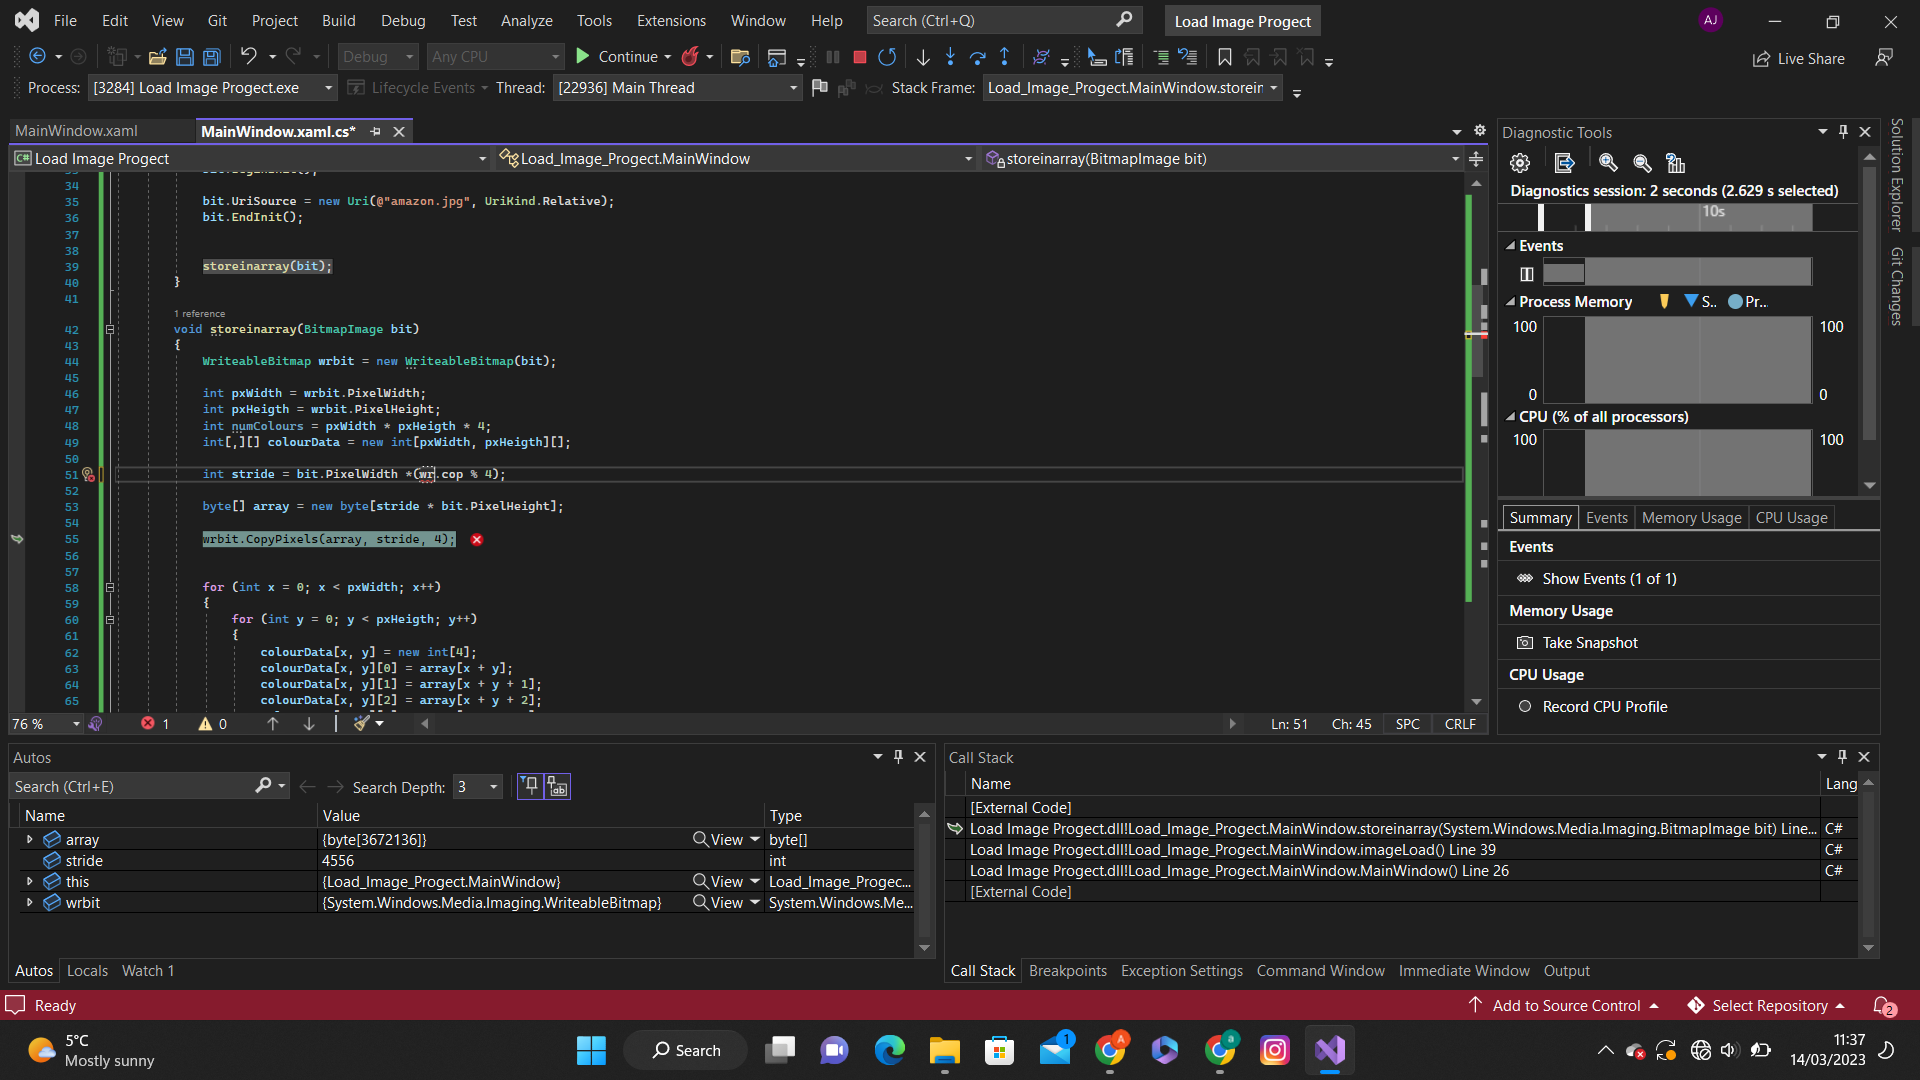 File Edit View Git Project Build Debug Test Analyze Tools Extensions Window Help Search (Ctrl+Q) Load Image Progect AJ
Debug Any CPU Continue Live Share
Process: [3284] Load Image Progect.exe Lifecycle Events Thread: [22936] Main Thread Stack Frame: Load_Image_Progect.MainWindow.storein
MainWindow.xaml MainWindow.xaml.cs*
Load Image Progect Load_Image_Progect.MainWindow storeinarray(BitmapImage bit)
34
35 bit.UriSource = new Uri(@"amazon.jpg", UriKind.Relative);
36 bit.EndInit();
37
38
39 storeinarray(bit);
40 }
41
1 reference
42 void storeinarray(BitmapImage bit)
43 {
44 WriteableBitmap wrbit = new WriteableBitmap(bit);
45
46 int pxWidth = wrbit.PixelWidth;
47 int pxHeigth = wrbit.PixelHeight;
48 int numColours = pxWidth * pxHeigth * 4;
49 int[,][] colourData = new int[pxWidth, pxHeigth][];
50
51 int stride = bit.PixelWidth *(wr.cop % 4);
52
53 byte[] array = new byte[stride * bit.PixelHeight];
54
55 wrbit.CopyPixels(array, stride, 4);
56
57
58 for (int x = 0; x < pxWidth; x++)
59 {
60 for (int y = 0; y < pxHeigth; y++)
61 {
62 colourData[x, y] = new int[4];
63 colourData[x, y][0] = array[x + y];
64 colourData[x, y][1] = array[x + y + 1];
65 colourData[x, y][2] = array[x + y + 2];
76 % 1 0 Ln: 51 Ch: 45 SPC CRLF
Diagnostic Tools
Diagnostics session: 2 seconds (2.629 s selected)
10s
Events
Process Memory S.. Pr...
100 100
0 0
CPU (% of all processors)
100 100
Summary Events Memory Usage CPU Usage
Events
Show Events (1 of 1)
Memory Usage
Take Snapshot
CPU Usage
Record CPU Profile
Solution Explorer
Git Changes
Autos
Search (Ctrl+E) Search Depth: 3
Name Value Type
array {byte[3672136]} View byte[]
stride 4556 int
this {Load_Image_Progect.MainWindow} View Load_Image_Progec...
wrbit {System.Windows.Media.Imaging.WriteableBitmap} View System.Windows.Me...
Autos Locals Watch 1
Call Stack
Name Lang
[External Code]
Load Image Progect.dll!Load_Image_Progect.MainWindow.storeinarray(System.Windows.Media.Imaging.BitmapImage bit) Line... C#
Load Image Progect.dll!Load_Image_Progect.MainWindow.imageLoad() Line 39 C#
Load Image Progect.dll!Load_Image_Progect.MainWindow.MainWindow() Line 26 C#
[External Code]
Call Stack Breakpoints Exception Settings Command Window Immediate Window Output
Ready Add to Source Control Select Repository 2
5°C
Mostly sunny
Search
1
A
a
11:37
14/03/2023